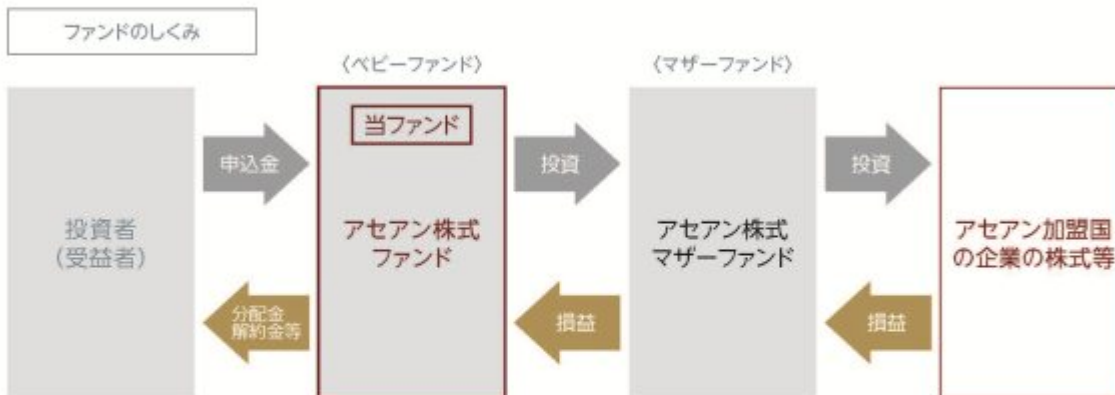 ファンドのしくみ
〈ベビーファンド〉
〈マザーファンド〉
当ファンド
申込金
投資
投資
投資者
(受益者)
アセアン株式
ファンド
アセアン株式
マザーファンド
アセアン加盟国
の企業の株式等
分配金
解約金等
損益
損益